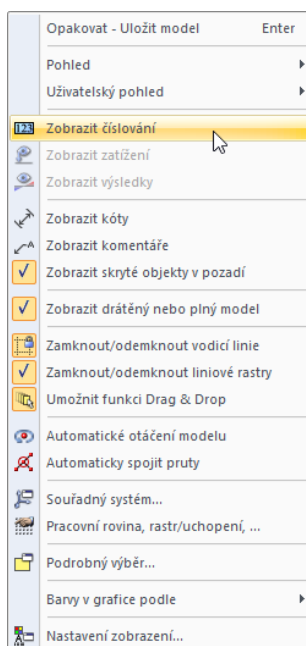 Opakovat - Uložit model Enter
Pohled
Uživatelský pohled
123 Zobrazit číslování
Zobrazit zatížení
Zobrazit výsledky
Zobrazit kóty
Zobrazit komentáře
Zobrazit skryté objekty v pozadí
Zobrazit drátěný nebo plný model
Zamknout/odemknout vodicí linie
Zamknout/odemknout liniové rastry
Umožnit funkci Drag & Drop
Automatické otáčení modelu
Automaticky spojit pruty
Souřadný systém...
Pracovní rovina, rastr/uchopení, ...
Podrobný výběr...
Barvy v grafice podle
Nastavení zobrazení...